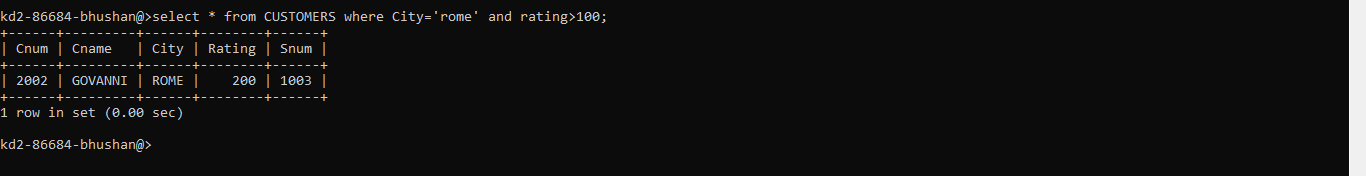 kd2-86684-bhushan@>select * from CUSTOMERS where City='rome' and rating>100;
+------+---------+------+--------+------+
| Cnum | Cname   | City | Rating | Snum |
+------+---------+------+--------+------+
| 2002 | GOVANNI | ROME |    200 | 1003 |
+------+---------+------+--------+------+
1 row in set (0.00 sec)
kd2-86684-bhushan@>